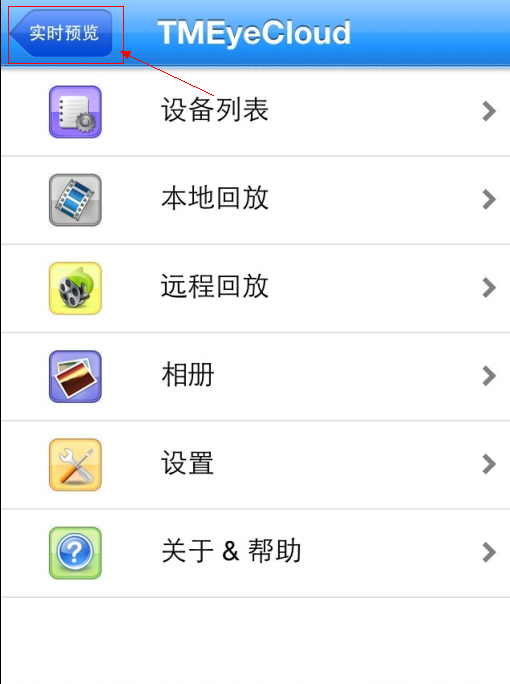 实时预览
TMEyeCloud
设备列表
本地回放
远程回放
相册
设置
关于 & 帮助